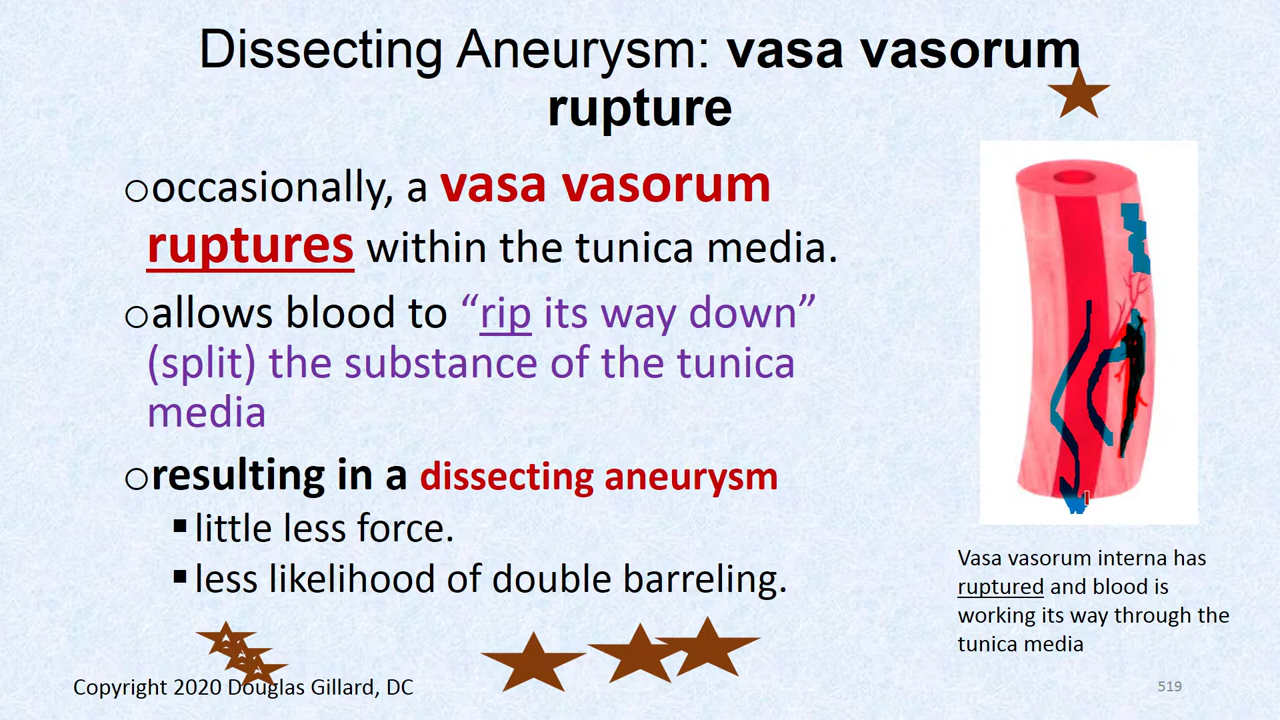 Dissecting Aneurysm: vasa vasorum
rupture
occasionally, a vasa vasorum
ruptures within the tunica media.
allows blood to “rip its way down”
(split) the substance of the tunica
media
resulting in a dissecting aneurysm
little less force.
less likelihood of double barreling.
Vasa vasorum interna has
ruptured and blood is
working its way through the
tunica media
Copyright 2020 Douglas Gillard, DC
519